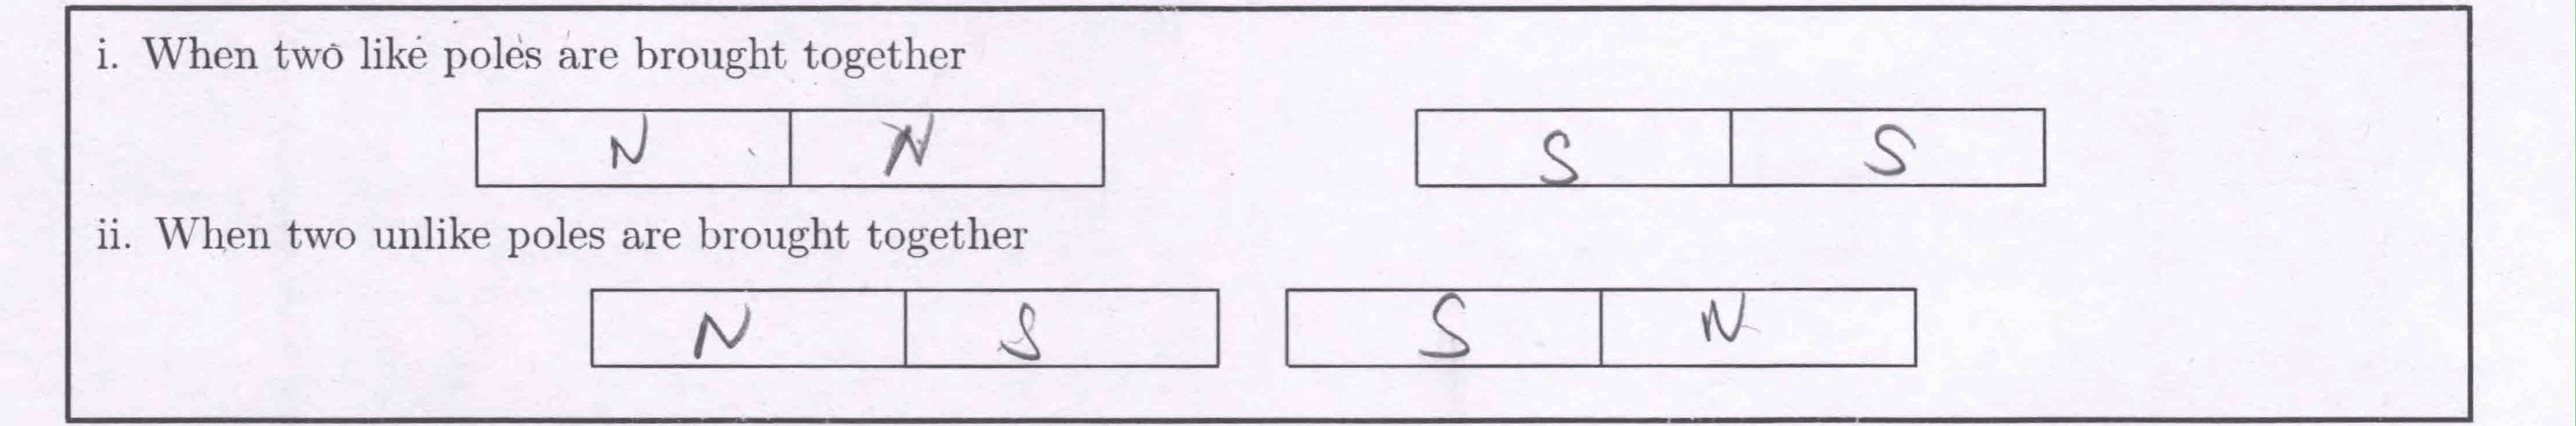 i. When two like poles are brought together
N N S S
ii. When two unlike poles are brought together
N S S N